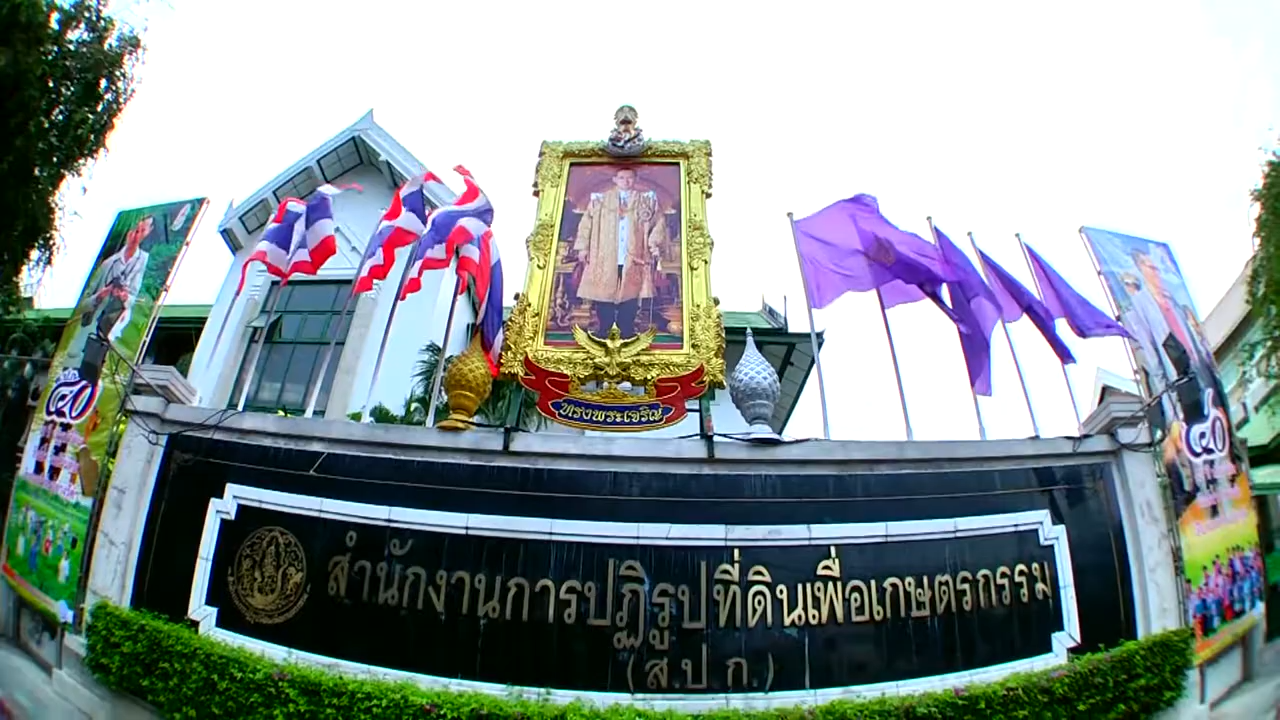 ทรงพระเจริญ
๔๐
๔๐
สำนักงานการปฏิรูปที่ดินเพื่อเกษตรกรรม
(ส.ป.ก.)